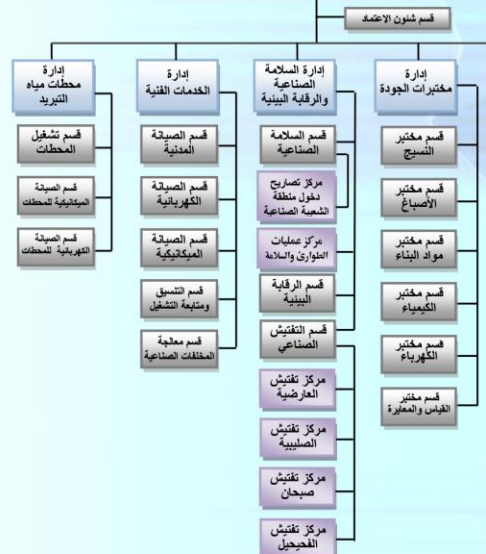 قسم شئون الاعتماد
إدارة
مختبرات الجودة
قسم مختبر
النسيج
قسم مختبر
الأصباغ
قسم مختبر
مواد البناء
قسم مختبر
الكيمياء
قسم مختبر
الكهرباء
قسم مختبر
القياس والمعايرة
إدارة السلامة
الصناعية
والرقابة البيئية
قسم السلامة
الصناعية
مركز تصاريح
دخول منطقة
الشعيبة الصناعية
مركز عمليات
الطوارئ والسلامة
قسم الرقابة
البيئية
قسم التفتيش
الصناعي
مركز تفتيش
العارضية
مركز تفتيش
الصليبية
مركز تفتيش
صبحان
مركز تفتيش
الفحيحيل
إدارة
الخدمات الفنية
قسم الصيانة
المدنية
قسم الصيانة
الكهربائية
قسم الصيانة
الميكانيكية
قسم التنسيق
ومتابعة التشغيل
قسم معالجة
المخلفات الصناعية
إدارة
محطات مياه
التبريد
قسم تشغيل
المحطات
قسم الصيانة
الميكانيكية للمحطات
قسم الصيانة
الكهربائية للمحطات